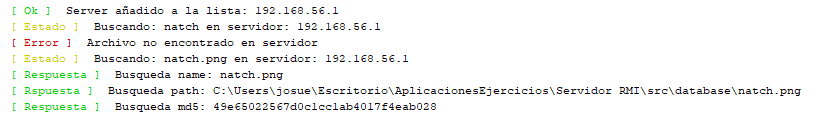 [ Ok ] Server añadido a la lista: 192.168.56.1
[ Estado ] Buscando: natch en servidor: 192.168.56.1
[ Error ] Archivo no encontrado en servidor
[ Estado ] Buscando: natch.png en servidor: 192.168.56.1
[ Respuesta ] Busqueda name: natch.png
[ Rspuesta ] Busqueda path: C:\Users\josue\Escritorio\AplicacionesEjercicios\Servidor RMI\src\database\natch.png
[ Respuesta ] Busqueda md5: 49e65022567d0c1cc1ab4017f4eab028